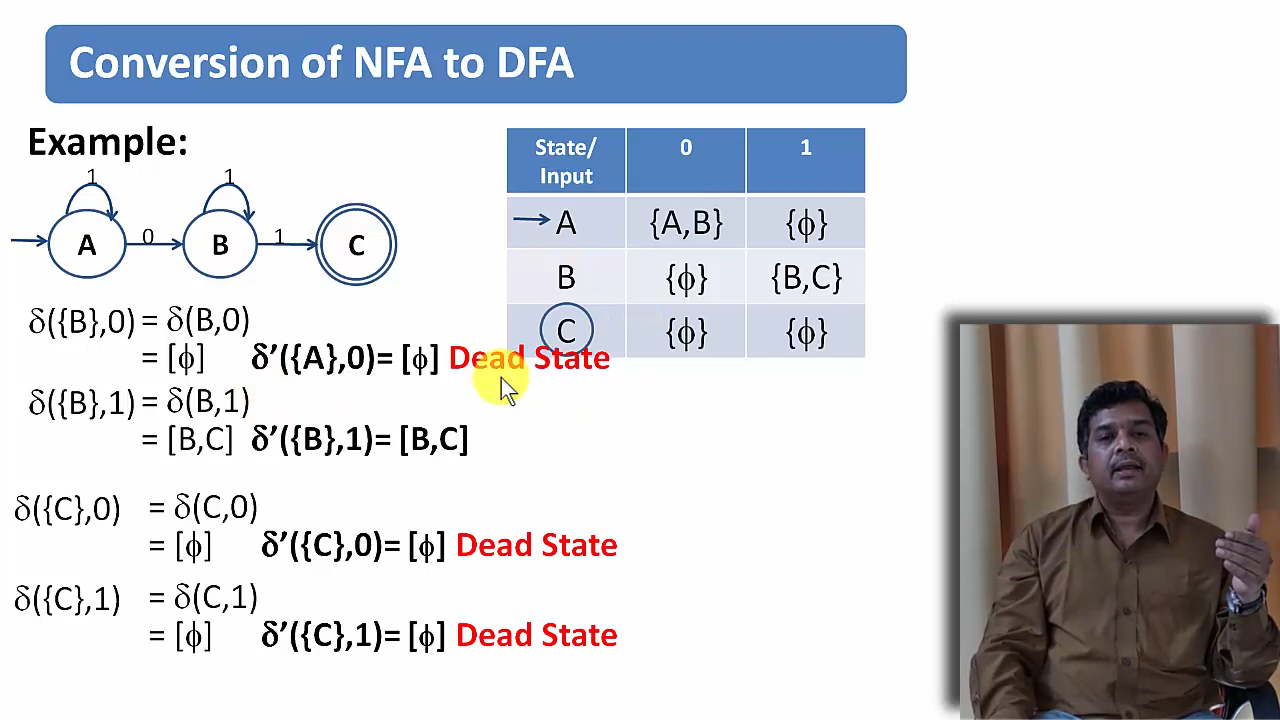 Conversion of NFA to DFA
Example:
1 1
A 0 B 1 C
State/ Input 0 1
A {A,B} {ϕ}
B {ϕ} {B,C}
C {ϕ} {ϕ}
δ({B},0) = δ(B,0)
= [ϕ] δ’({A},0)= [ϕ] Dead State
δ({B},1) = δ(B,1)
= [B,C] δ’({B},1)= [B,C]
δ({C},0) = δ(C,0)
= [ϕ] δ’({C},0)= [ϕ] Dead State
δ({C},1) = δ(C,1)
= [ϕ] δ’({C},1)= [ϕ] Dead State